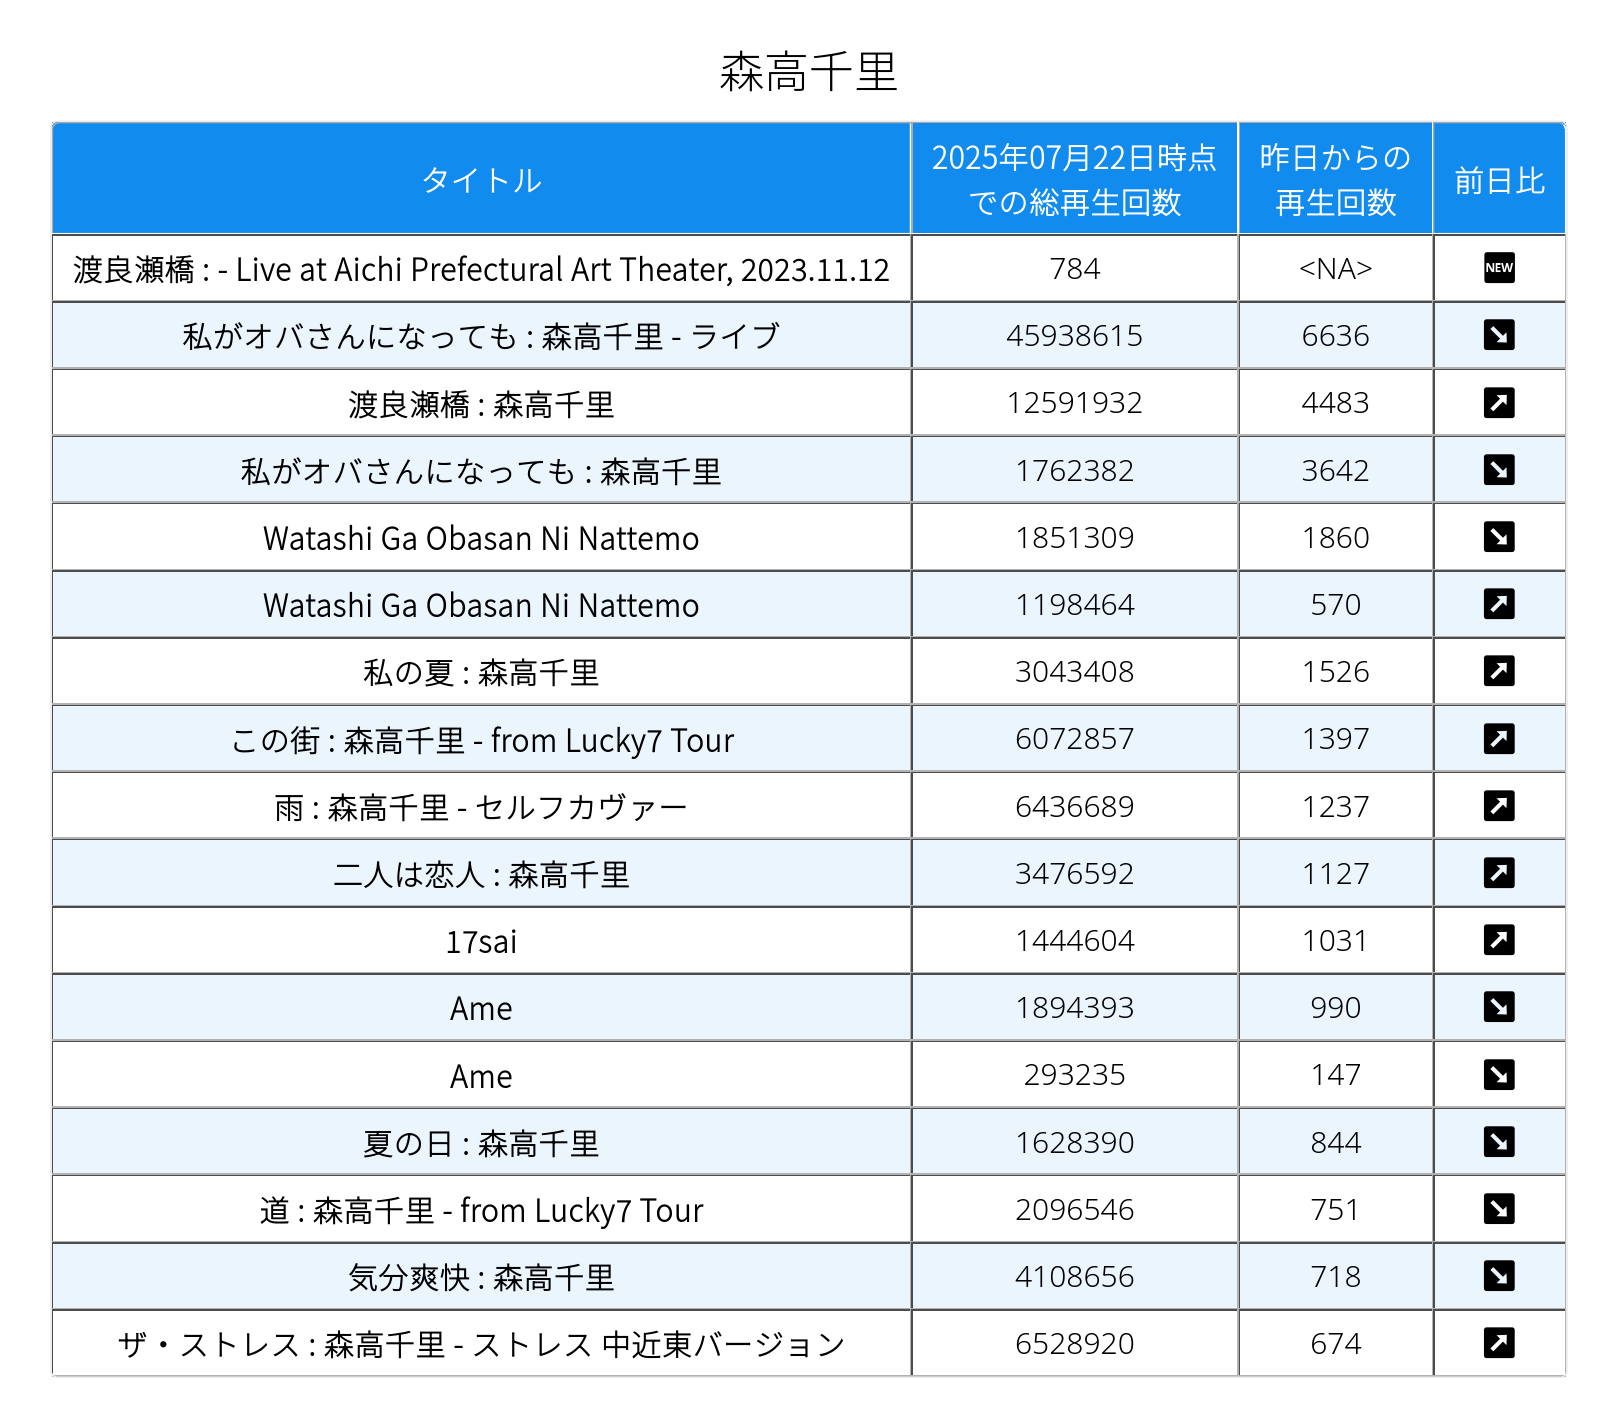 森高千里
タイトル 2025年07月22日時点での総再生回数 昨日からの再生回数 前日比
渡良瀬橋 : - Live at Aichi Prefectural Art Theater, 2023.11.12 784 <NA> NEW
私がオバさんになっても : 森高千里 - ライブ 45938615 6636 ↘
渡良瀬橋 : 森高千里 12591932 4483 ↗
私がオバさんになっても : 森高千里 1762382 3642 ↘
Watashi Ga Obasan Ni Nattemo 1851309 1860 ↘
Watashi Ga Obasan Ni Nattemo 1198464 570 ↗
私の夏 : 森高千里 3043408 1526 ↗
この街 : 森高千里 - from Lucky7 Tour 6072857 1397 ↗
雨 : 森高千里 - セルフカヴァー 6436689 1237 ↗
二人は恋人 : 森高千里 3476592 1127 ↗
17sai 1444604 1031 ↗
Ame 1894393 990 ↘
Ame 293235 147 ↘
夏の日 : 森高千里 1628390 844 ↘
道 : 森高千里 - from Lucky7 Tour 2096546 751 ↘
気分爽快 : 森高千里 4108656 718 ↘
ザ・ストレス : 森高千里 - ストレス 中近東バージョン 6528920 674 ↗